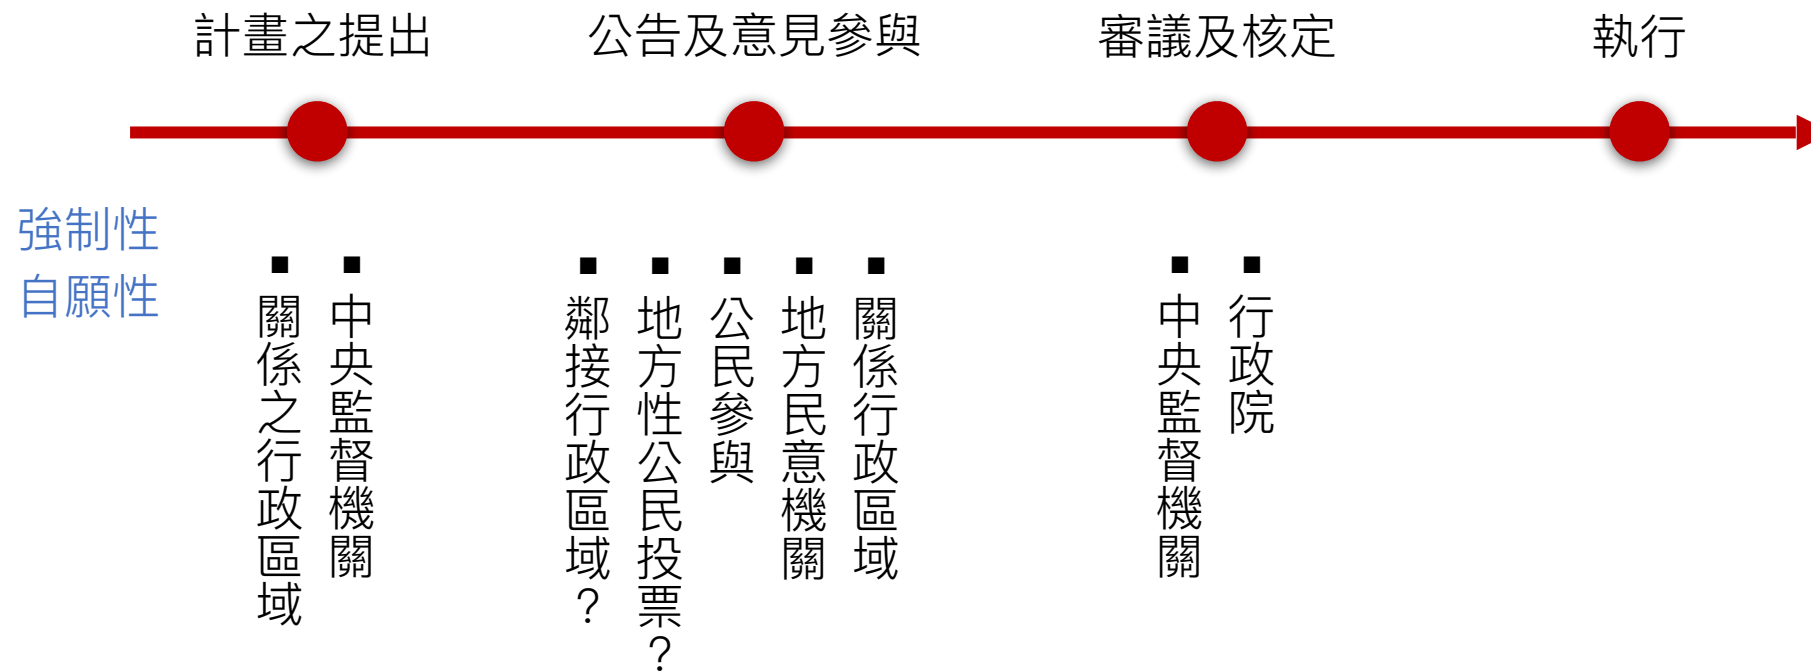 計畫之提出
公告及意見參與
審議及核定
執行
強制性
自願性
▪中央監督機關
▪關係之行政區域
▪關係行政區域
▪地方民意機關
▪公民參與
▪地方性公民投票？
▪鄰接行政區域？
▪行政院
▪中央監督機關